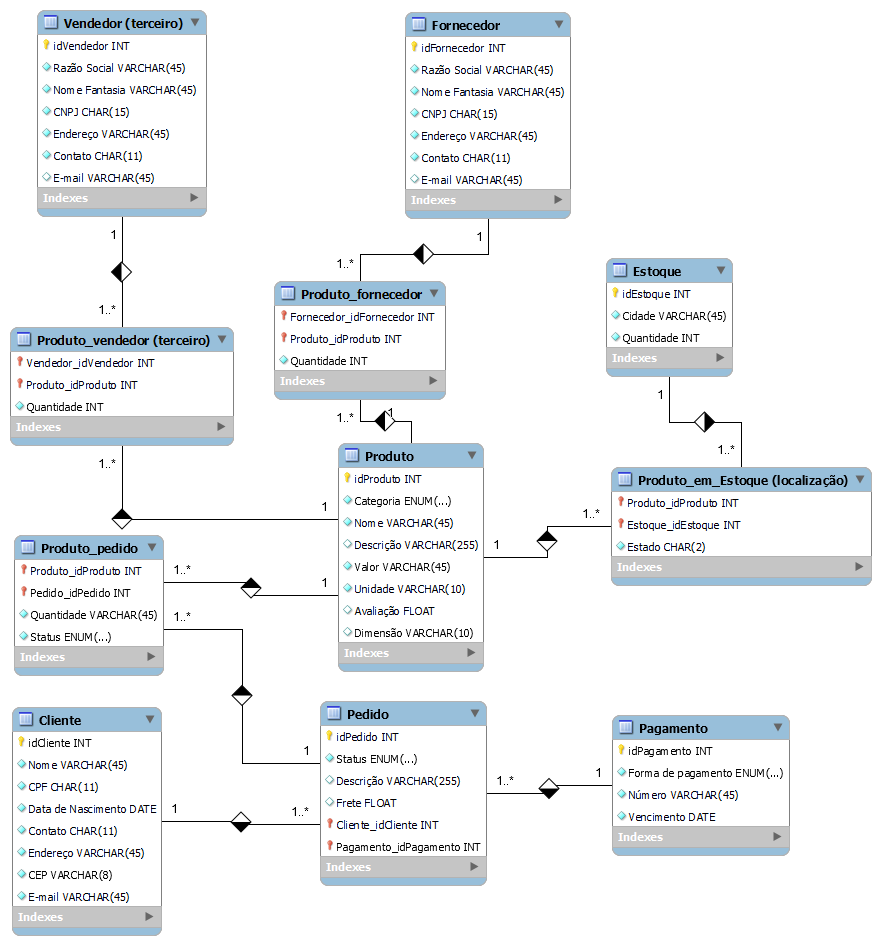 Vendedor (terceiro)
idVendedor INT
Razão Social VARCHAR(45)
Nome Fantasia VARCHAR(45)
CNPJ CHAR(15)
Endereço VARCHAR(45)
Contato CHAR(11)
E-mail VARCHAR(45)
Indexes
Fornecedor
idFornecedor INT
Razão Social VARCHAR(45)
Nome Fantasia VARCHAR(45)
CNPJ CHAR(15)
Endereço VARCHAR(45)
Contato CHAR(11)
E-mail VARCHAR(45)
Indexes
1
1..*
1
1..*
Estoque
idEstoque INT
Cidade VARCHAR(45)
Quantidade INT
Indexes
Produto_fornecedor
Fornecedor_idFornecedor INT
Produto_idProduto INT
Quantidade INT
Indexes
Produto_vendedor (terceiro)
Vendedor_idVendedor INT
Produto_idProduto INT
Quantidade INT
Indexes
1..*
1
1
1..*
1..*
1
Produto
idProduto INT
Categoria ENUM(...)
Nome VARCHAR(45)
Descrição VARCHAR(255)
Valor VARCHAR(45)
Unidade VARCHAR(10)
Avaliação FLOAT
Dimensão VARCHAR(10)
Indexes
Produto_em_Estoque (localização)
Produto_idProduto INT
Estoque_idEstoque INT
Estado CHAR(2)
Indexes
1
1..*
Produto_pedido
Produto_idProduto INT
Pedido_idPedido INT
Quantidade VARCHAR(45)
Status ENUM(...)
Indexes
1..*
1
1..*
1
Cliente
idCliente INT
Nome VARCHAR(45)
CPF CHAR(11)
Data de Nascimento DATE
Contato CHAR(11)
Endereço VARCHAR(45)
CEP VARCHAR(8)
E-mail VARCHAR(45)
Indexes
1
1..*
Pedido
idPedido INT
Status ENUM(...)
Descrição VARCHAR(255)
Frete FLOAT
Cliente_idCliente INT
Pagamento_idPagamento INT
Indexes
1..*
1
Pagamento
idPagamento INT
Forma de pagamento ENUM(...)
Número VARCHAR(45)
Vencimento DATE
Indexes